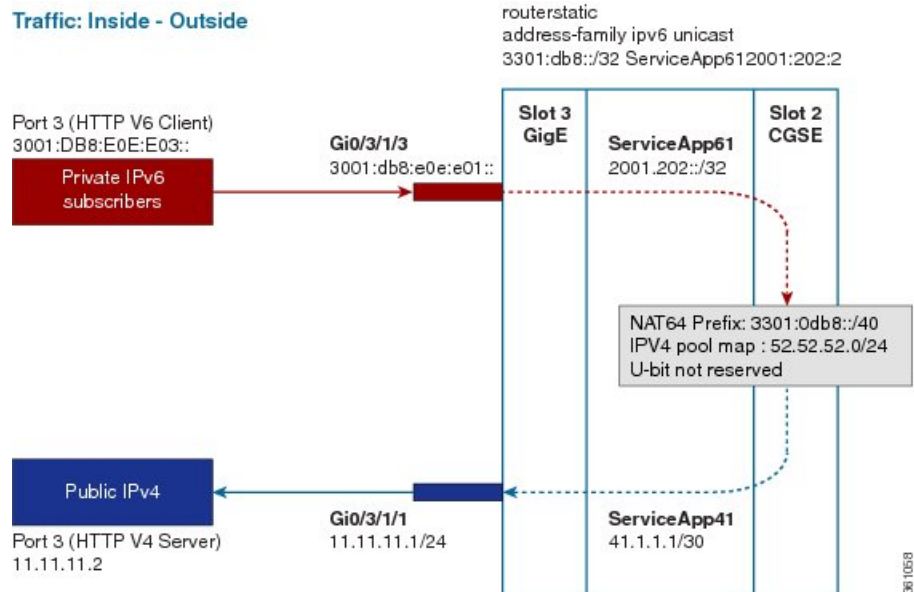 Traffic: Inside - Outside
routerstatic
address-family ipv6 unicast
3301:db8::/32 ServiceApp612001:202:2
Port 3 (HTTP V6 Client)
3001:DB8:E0E:E03::
Private IPv6
subscribers
Gi0/3/1/3
3001:db8:e0e:e01::
Slot 3
GigE
ServiceApp61
2001.202::/32
Slot 2
CGSE
NAT64 Prefix: 3301:0db8::/40
IPV4 pool map : 52.52.52.0/24
U-bit not reserved
Public IPv4
Port 3 (HTTP V4 Server)
11.11.11.2
Gi0/3/1/1
11.11.11.1/24
ServiceApp41
41.1.1.1/30
361058